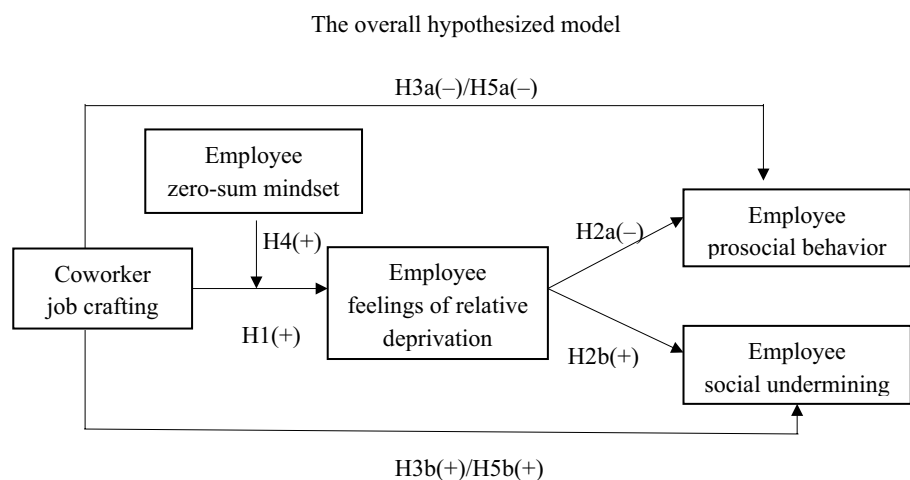 The overall hypothesized model
H3a(–)/H5a(–)
Employee
zero-sum mindset
H4(+)
Coworker
job crafting
H1(+)
Employee
feelings of relative
deprivation
H2a(–)
H2b(+)
Employee
prosocial behavior
Employee
social undermining
H3b(+)/H5b(+)